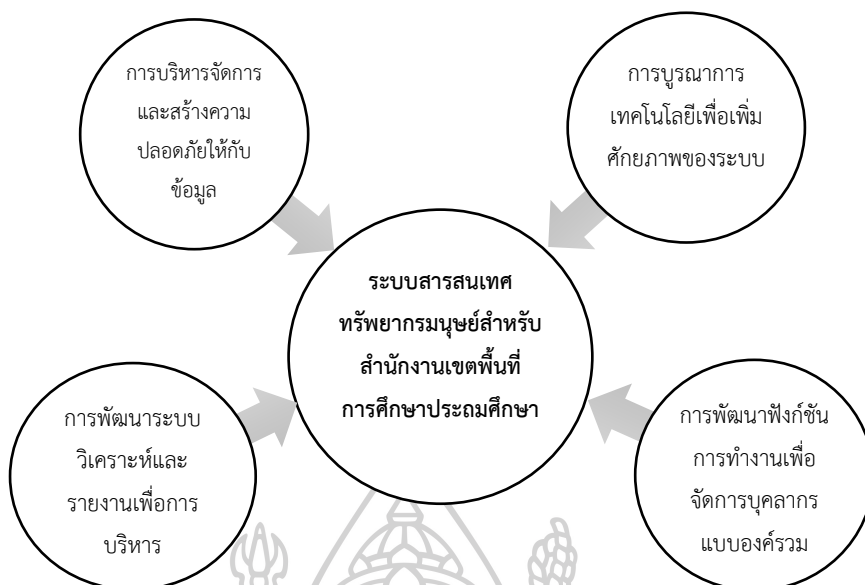 การบริหารจัดการ
และสร้างความ
ปลอดภัยให้กับ
ข้อมูล
การบูรณาการ
เทคโนโลยีเพื่อเพิ่ม
ศักยภาพของระบบ
ระบบสารสนเทศ
ทรัพยากรมนุษย์สำหรับ
สำนักงานเขตพื้นที่
การศึกษาประถมศึกษา
การพัฒนาระบบ
วิเคราะห์และ
รายงานเพื่อการ
บริหาร
การพัฒนาฟังก์ชัน
การทำงานเพื่อ
จัดการบุคลากร
แบบองค์รวม